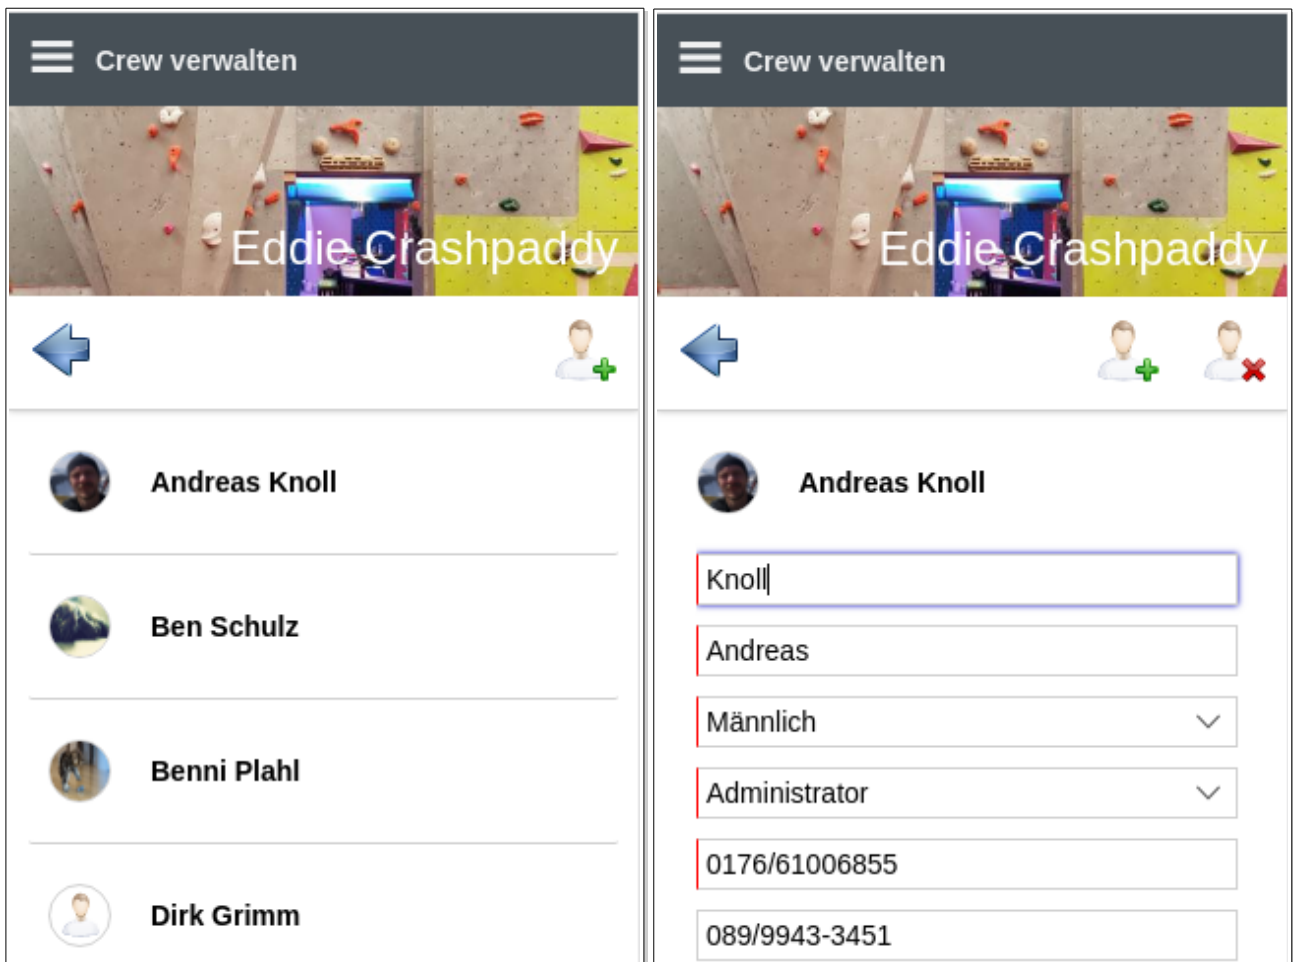 Crew verwalten
Eddie Crashpaddy
Andreas Knoll
Ben Schulz
Benni Plahl
Dirk Grimm
Crew verwalten
Eddie Crashpaddy
Andreas Knoll
Knoll
Andreas
Männlich
Administrator
0176/61006855
089/9943-3451